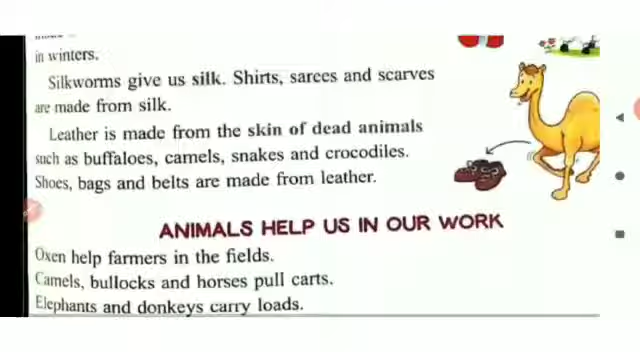 in winters.
Silkworms give us silk. Shirts, sarees and scarves
are made from silk.
Leather is made from the skin of dead animals
such as buffaloes, camels, snakes and crocodiles.
Shoes, bags and belts are made from leather.
ANIMALS HELP US IN OUR WORK
Oxen help farmers in the fields.
Camels, bullocks and horses pull carts.
Elephants and donkeys carry loads.